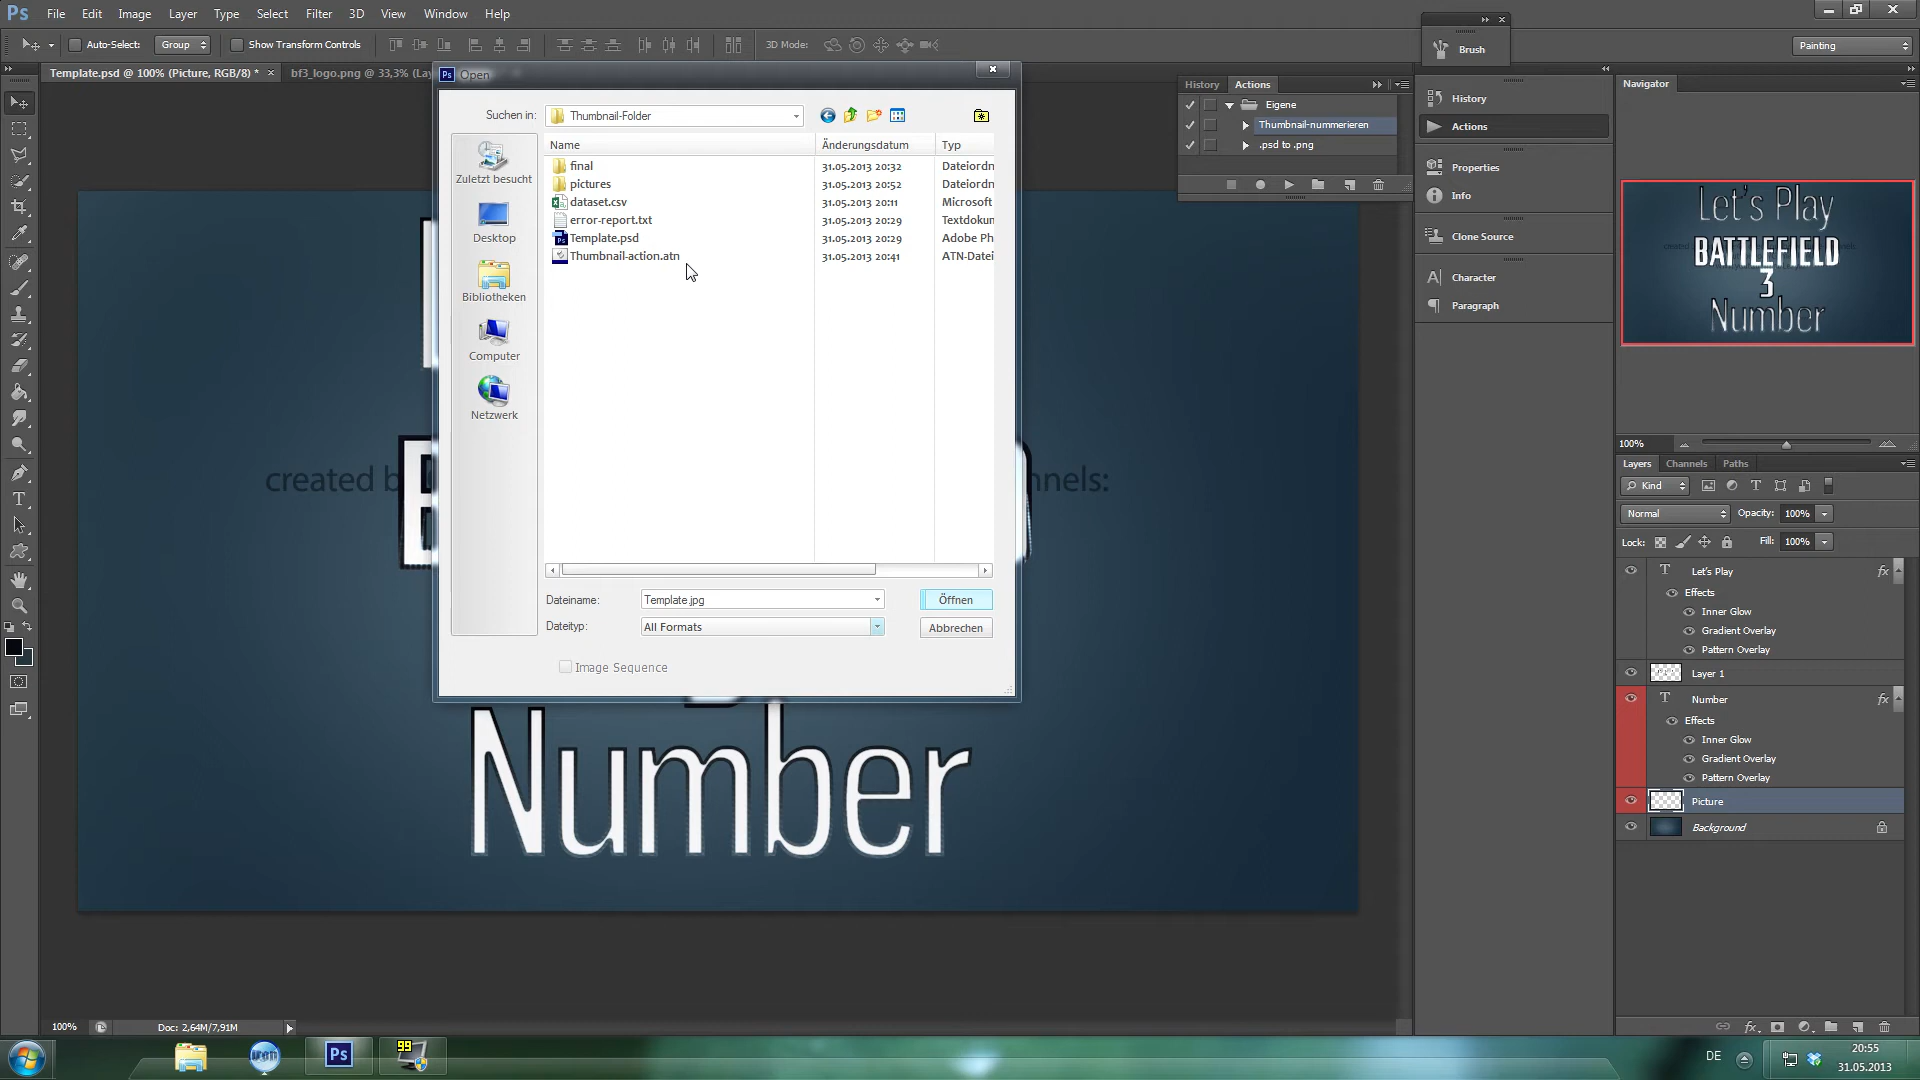 Ps File Edit Image Layer Type Select Filter 3D View Window Help
Auto-Select: Group Show Transform Controls 3D Mode: Brush Painting
Template.psd @ 100% (Picture, RGB/8) * × bf3_logo.png @ 33,3% (La
Ps Open
Suchen in: Thumbnail-Folder
Name Änderungsdatum Typ
final 31.05.2013 20:32 Dateiordn
pictures 31.05.2013 20:52 Dateiordn
dataset.csv 31.05.2013 20:11 Microsoft
error-report.txt 31.05.2013 20:29 Textdokun
Template.psd 31.05.2013 20:29 Adobe Ph
Thumbnail-action.atn 31.05.2013 20:41 ATN-Datei
Zuletzt besucht
Desktop
Bibliotheken
Computer
Netzwerk
Dateiname: Template.jpg Öffnen
Dateityp: All Formats Abbrechen
Image Sequence
created b
nnels:
Number
History Actions
Eigene
Thumbnail-nummerieren
.psd to .png
History
Actions
Properties
Info
Clone Source
Character
Paragraph
Navigator
Let's Play
BATTLEFIELD
3
Number
100%
Layers Channels Paths
Kind
Normal Opacity: 100%
Lock: Fill: 100%
Let's Play fx
Effects
Inner Glow
Gradient Overlay
Pattern Overlay
Layer 1
Number fx
Effects
Inner Glow
Gradient Overlay
Pattern Overlay
Picture
Background
100% Doc: 2,64M/7,91M
Ps 99 DE 20:55
31.05.2013